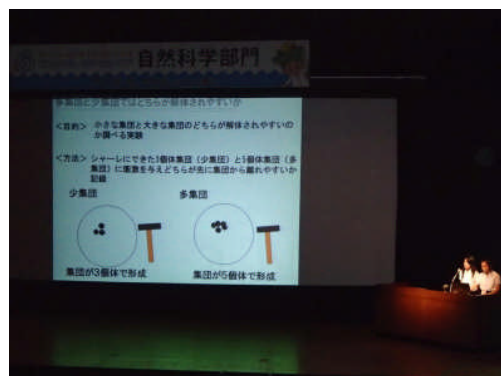 自然科学部門
多集団と少集団ではどちらが解体されやすいか
<目的> 小さな集団と大きな集団のどちらが解体されやすいの
か調べる実験
<方法> シャーレにできた3個体集団（少集団）と5個体集団（多
集団）に衝激を与えどちらが先に集団から離れやすいか
記録
少集団
多集団
集団が3個体で形成
集団が5個体で形成